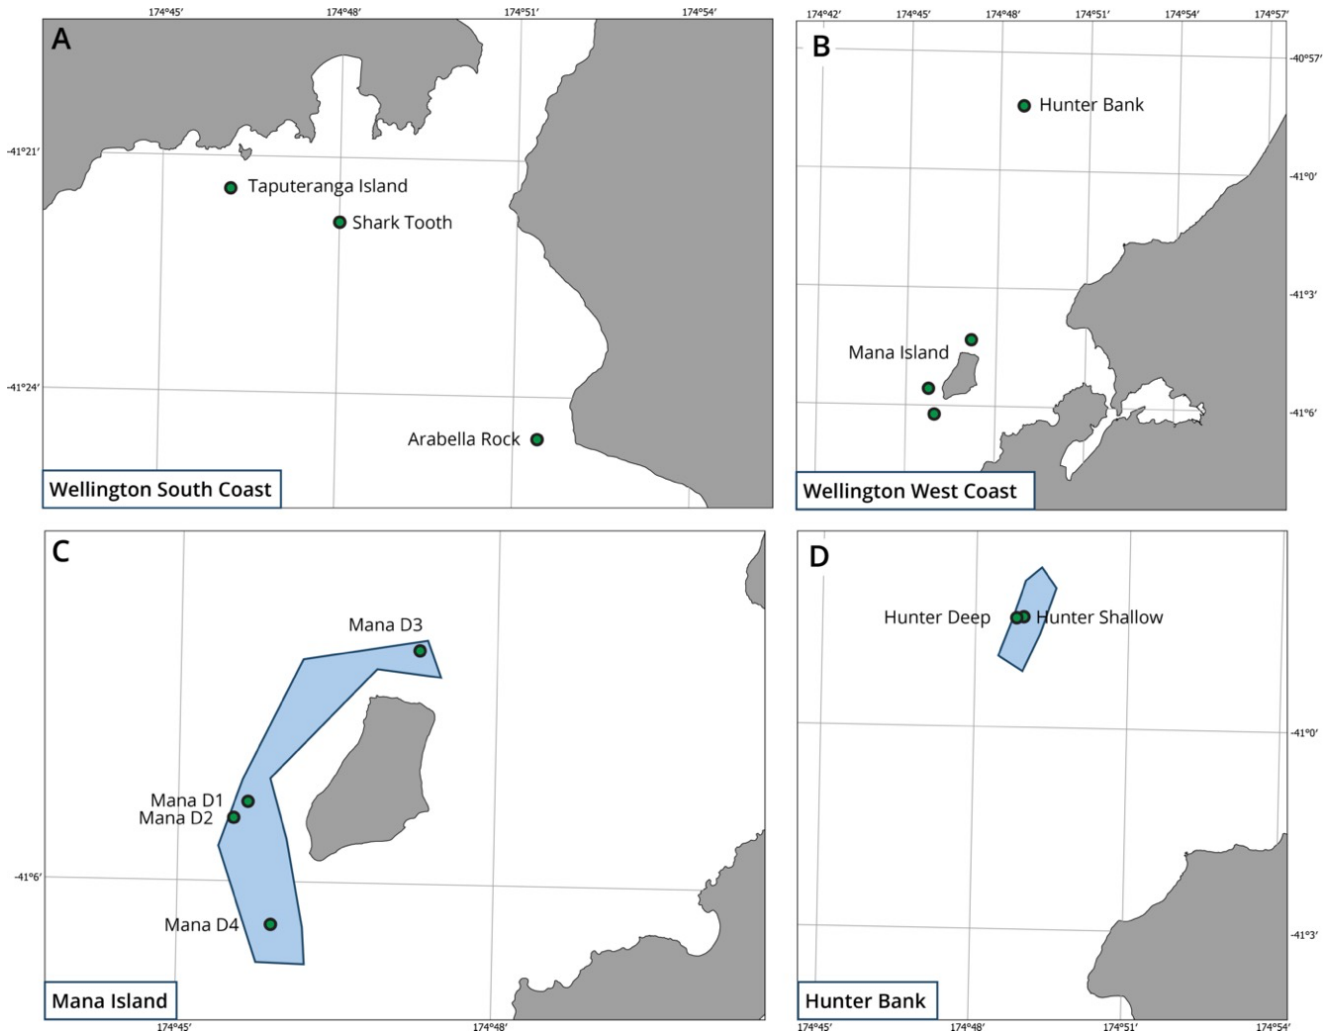 174°45′ 174°48′ 174°51′ 174°54′
A
-41°21′
Taputeranga Island
Shark Tooth
-41°24′
Arabella Rock
Wellington South Coast
174°42′ 174°45′ 174°48′ 174°51′ 174°54′ 174°57′
B
-40°57′
Hunter Bank
-41°0′
-41°3′
Mana Island
-41°6′
Wellington West Coast
C
Mana D3
Mana D1
Mana D2
-41°6′
Mana D4
Mana Island
174°45′ 174°48′
D
Hunter Deep Hunter Shallow
-41°0′
-41°3′
Hunter Bank
174°45′ 174°48′ 174°51′ 174°54′